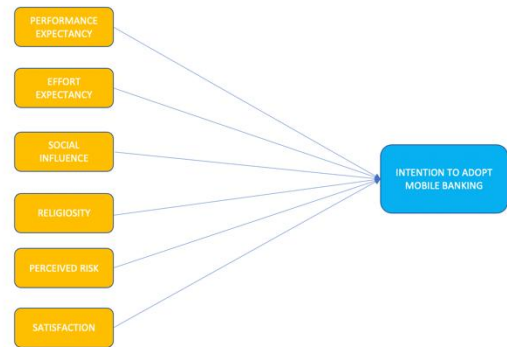 PERFORMANCE
EXPECTANCY
EFFORT
EXPECTANCY
SOCIAL
INFLUENCE
RELIGIOSITY
PERCEIVED RISK
SATISFACTION
INTENTION TO ADOPT
MOBILE BANKING